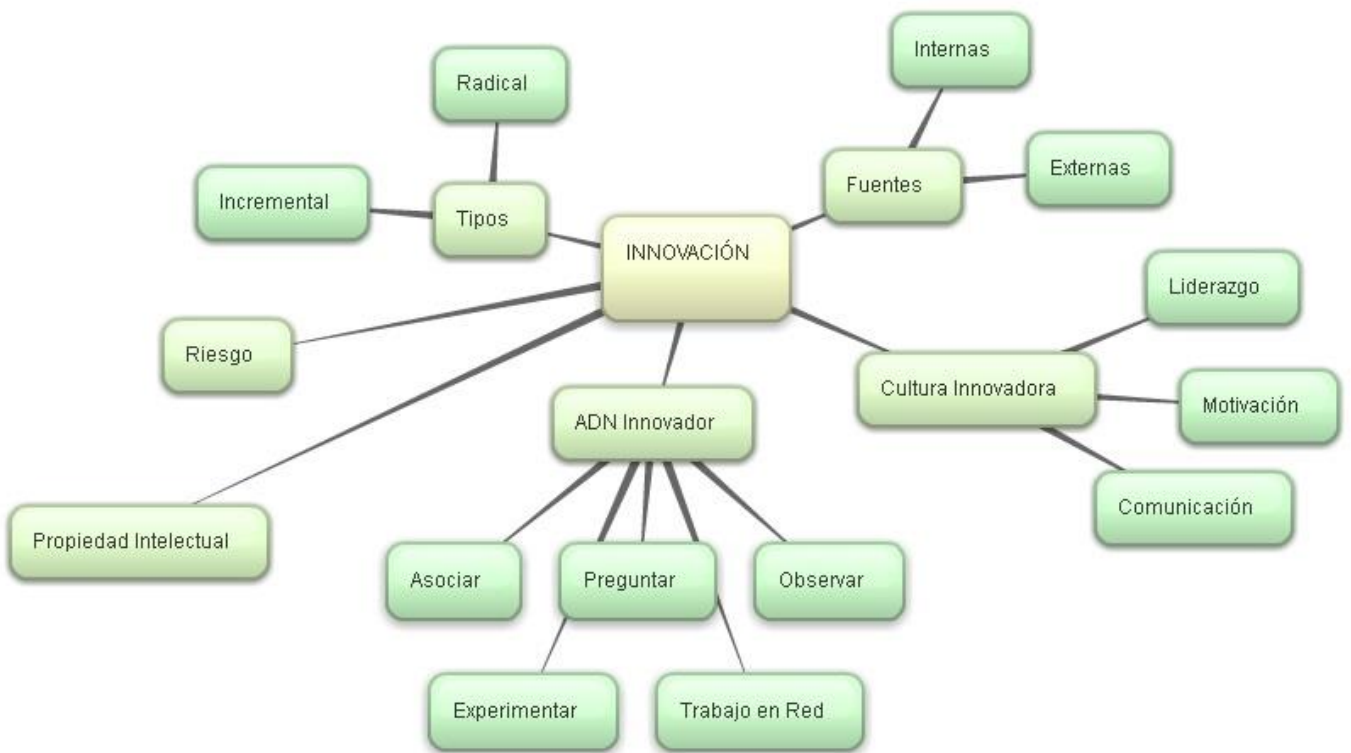 Internas
Radical
Externas
Fuentes
Incremental
Tipos
INNOVACIÓN
Liderazgo
Riesgo
Cultura Innovadora
Motivación
ADN Innovador
Comunicación
Propiedad Intelectual
Asociar
Preguntar
Observar
Experimentar
Trabajo en Red